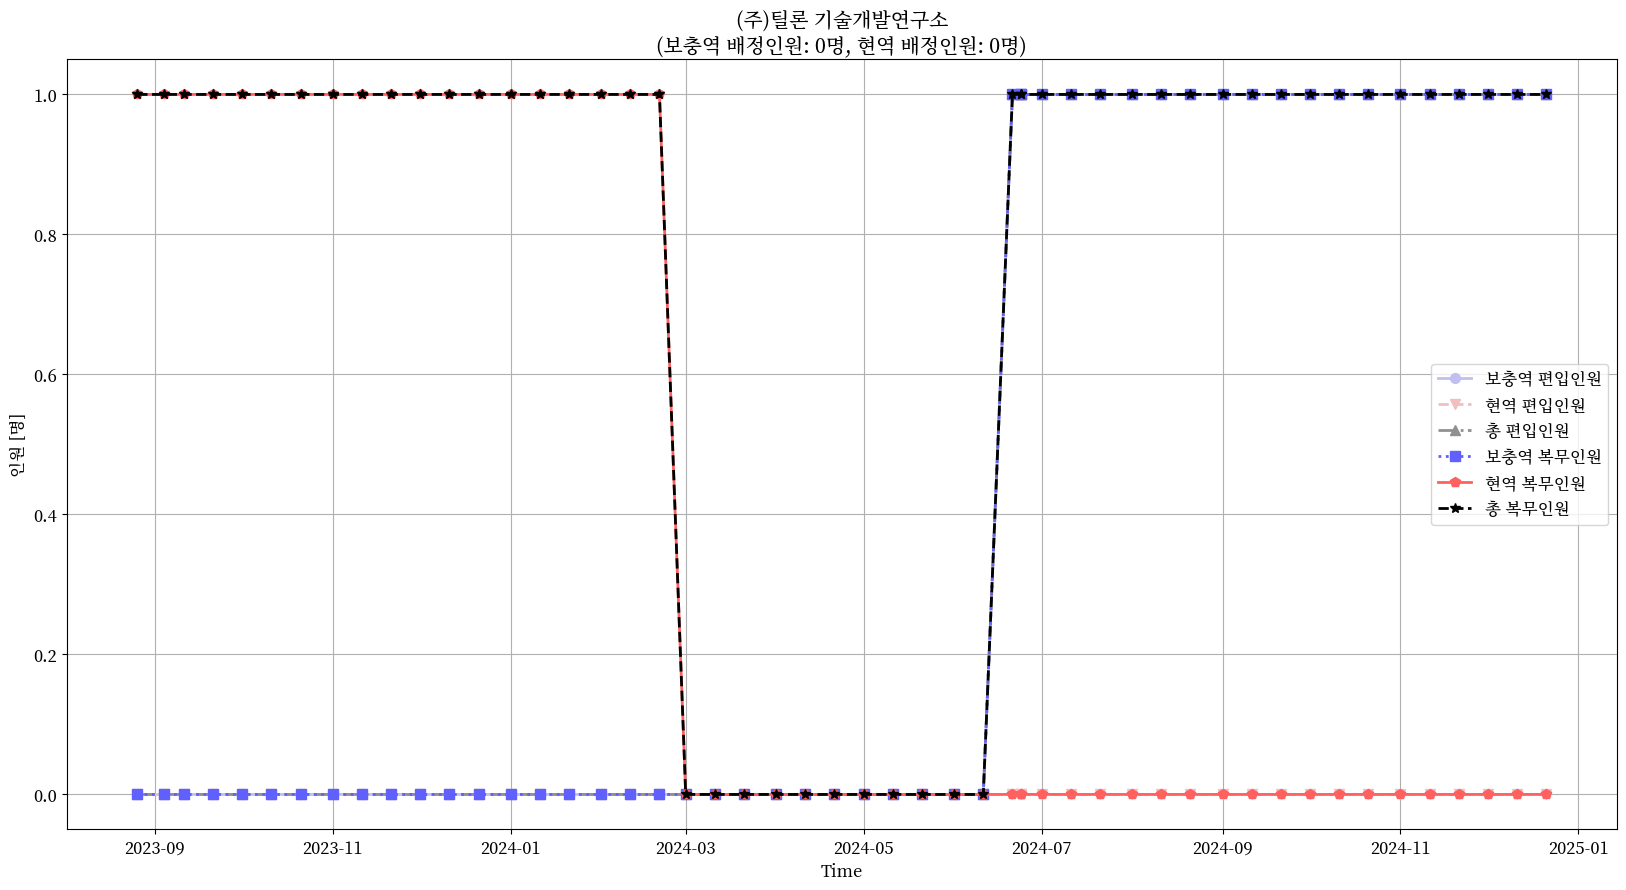 (주)틸론 기술개발연구소
(보충역 배정인원: 0명, 현역 배정인원: 0명)
인원 [명]
1.0
0.8
0.6
0.4
0.2
0.0
보충역 편입인원
현역 편입인원
총 편입인원
보충역 복무인원
현역 복무인원
총 복무인원
2023-09
2023-11
2024-01
2024-03
2024-05
2024-07
2024-09
2024-11
2025-01
Time